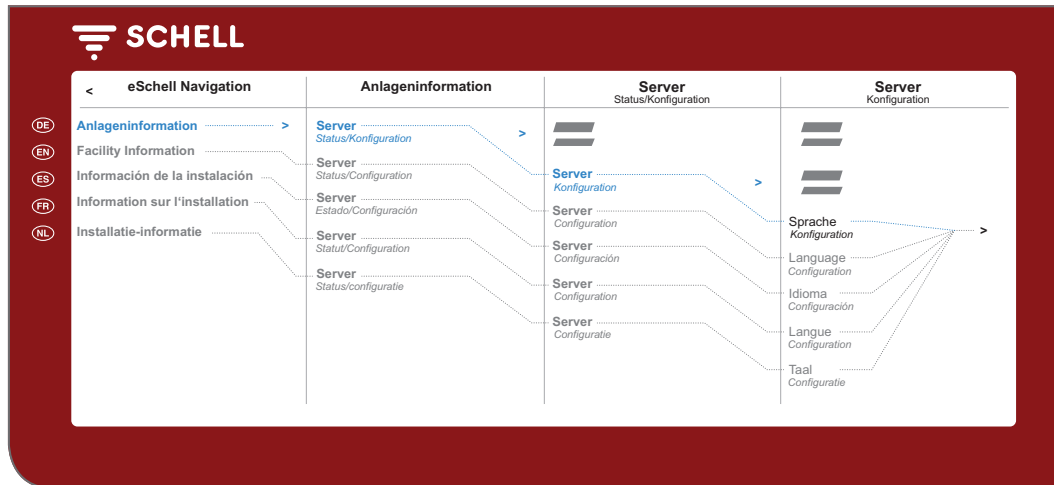 SCHELL
< eSchell Navigation
Anlageninformation
Server
Status/Konfiguration
Server
Konfiguration
DE
Anlageninformation >
EN
Facility Information
ES
Información de la instalación
FR
Information sur l'installation
NL
Installatie-informatie
Server >
Status/Konfiguration
Server
Status/Configuration
Server
Estado/Configuración
Server
Statut/Configuration
Server
Status/configuratie
Server >
Konfiguration
Server
Configuration
Server
Configuración
Server
Configuration
Server
Configuratie
Sprache >
Konfiguration
Language
Configuration
Idioma
Configuración
Langue
Configuration
Taal
Configuratie